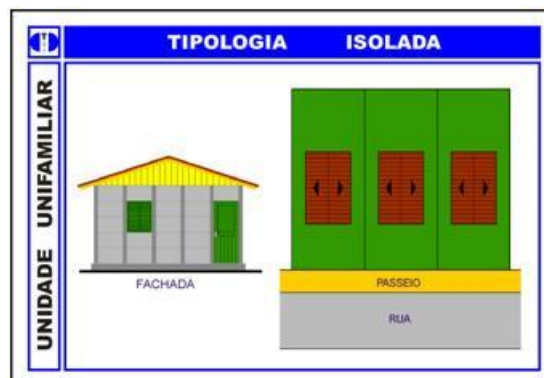 TIPOLOGIA ISOLADA
UNIDADE UNIFAMILIAR
FACHADA
PASSEIO
RUA